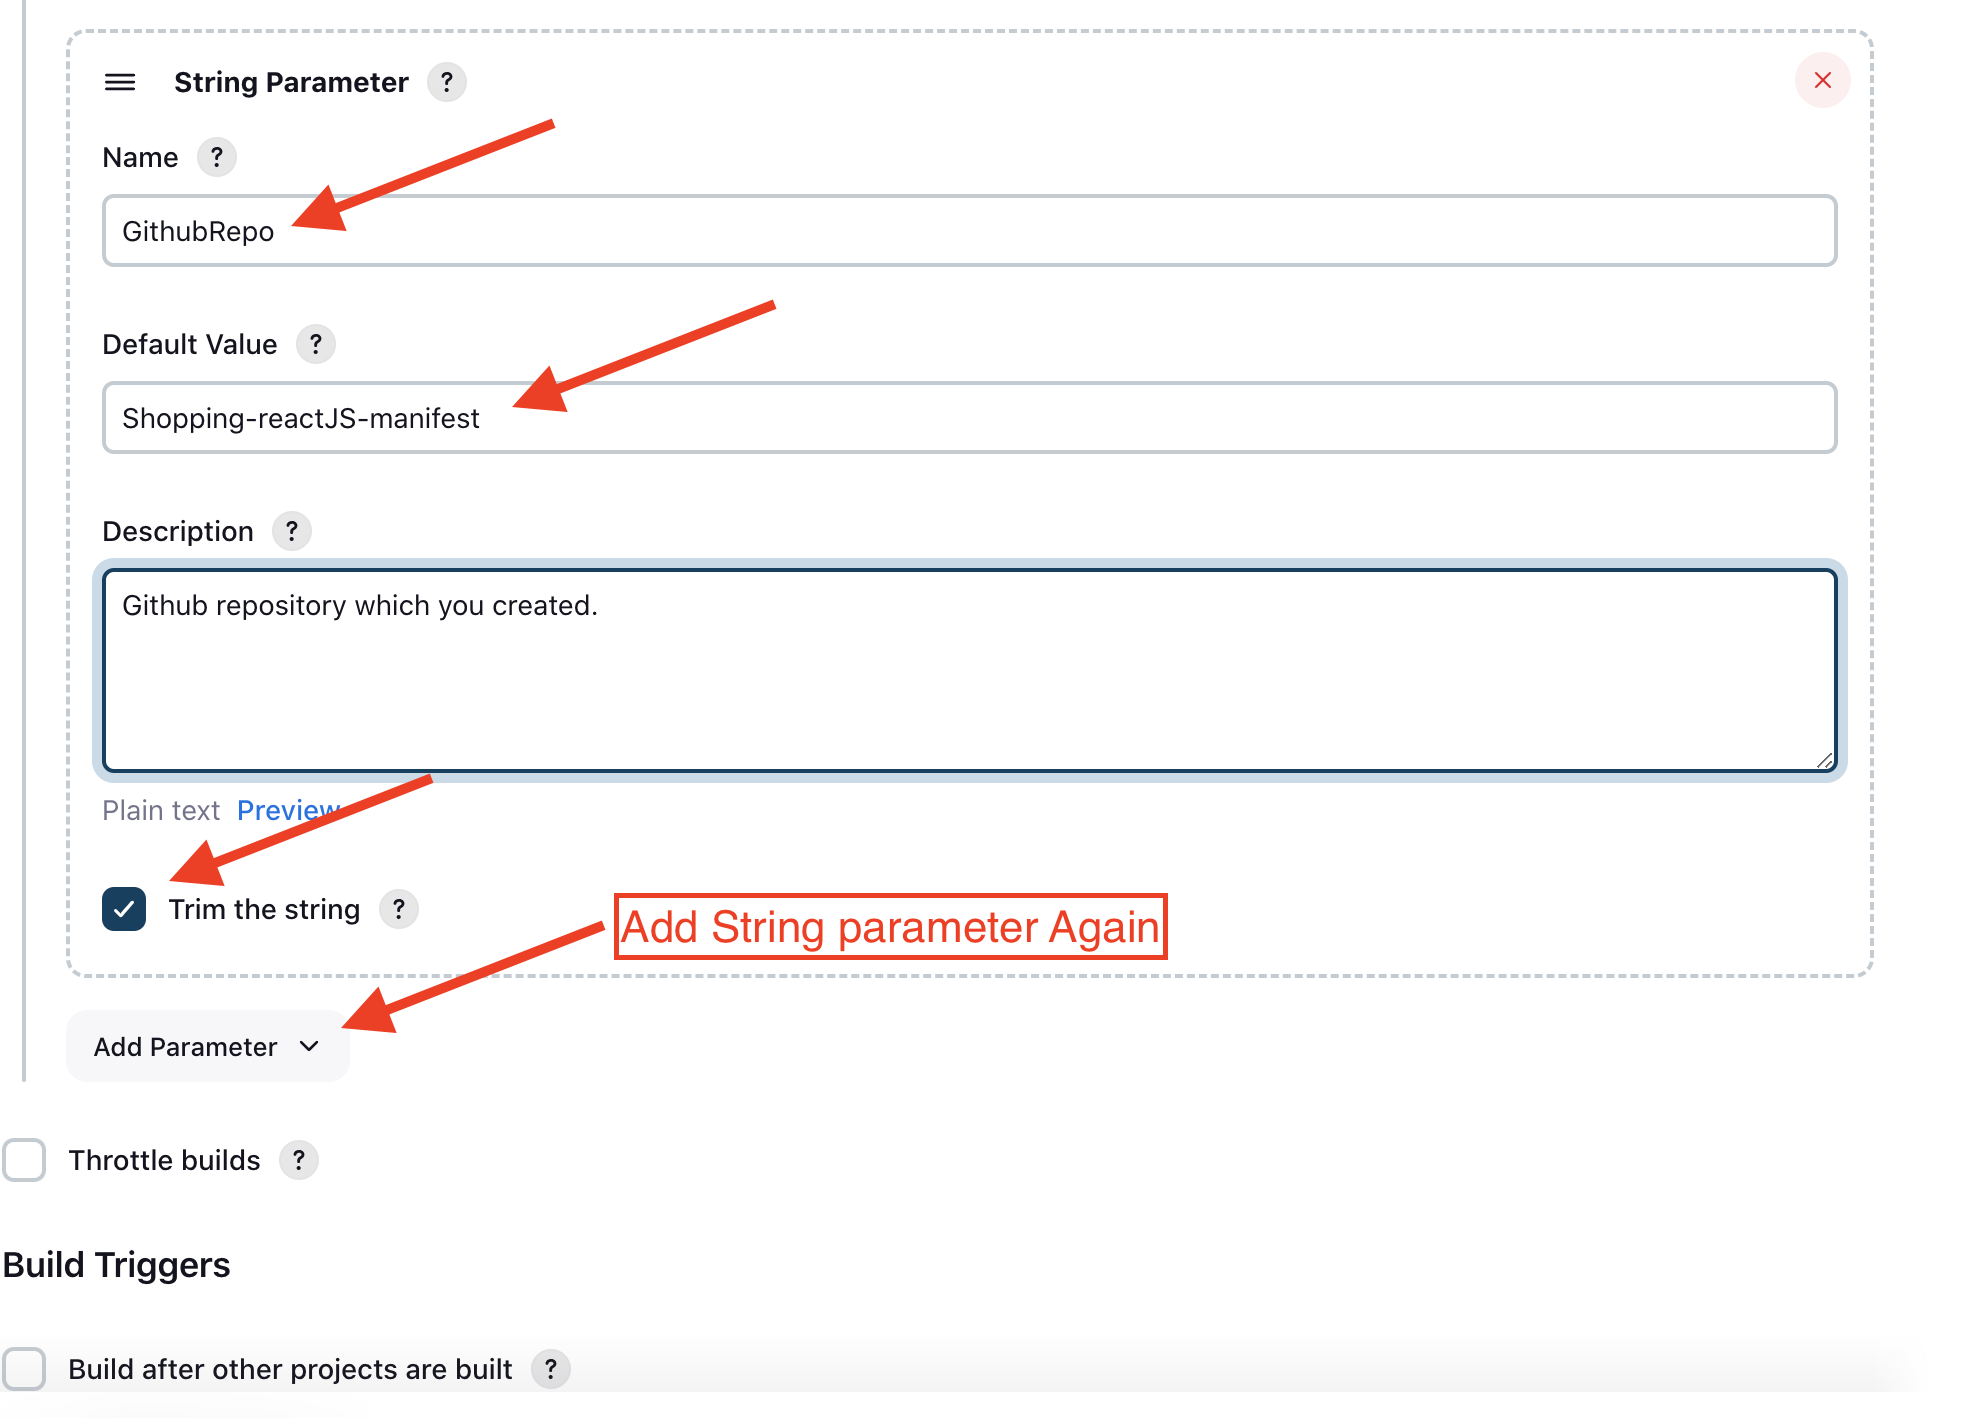 String Parameter ?
Name ?
GithubRepo
Default Value ?
Shopping-reactJS-manifest
Description ?
Github repository which you created.
Plain text Preview
Trim the string ?
Add String parameter Again
Add Parameter
Throttle builds ?
Build Triggers
Build after other projects are built ?